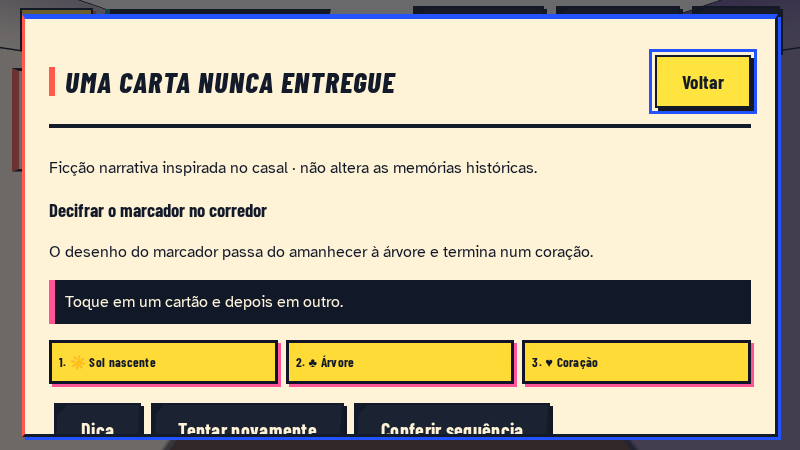 UMA CARTA NUNCA ENTREGUE
Voltar
Ficção narrativa inspirada no casal · não altera as memórias históricas.
Decifrar o marcador no corredor
O desenho do marcador passa do amanhecer à árvore e termina num coração.
Toque em um cartão e depois em outro.
1. ☀️ Sol nascente
2. ♣ Árvore
3. ♥ Coração
Dica
Tentar novamente
Conferir sequência